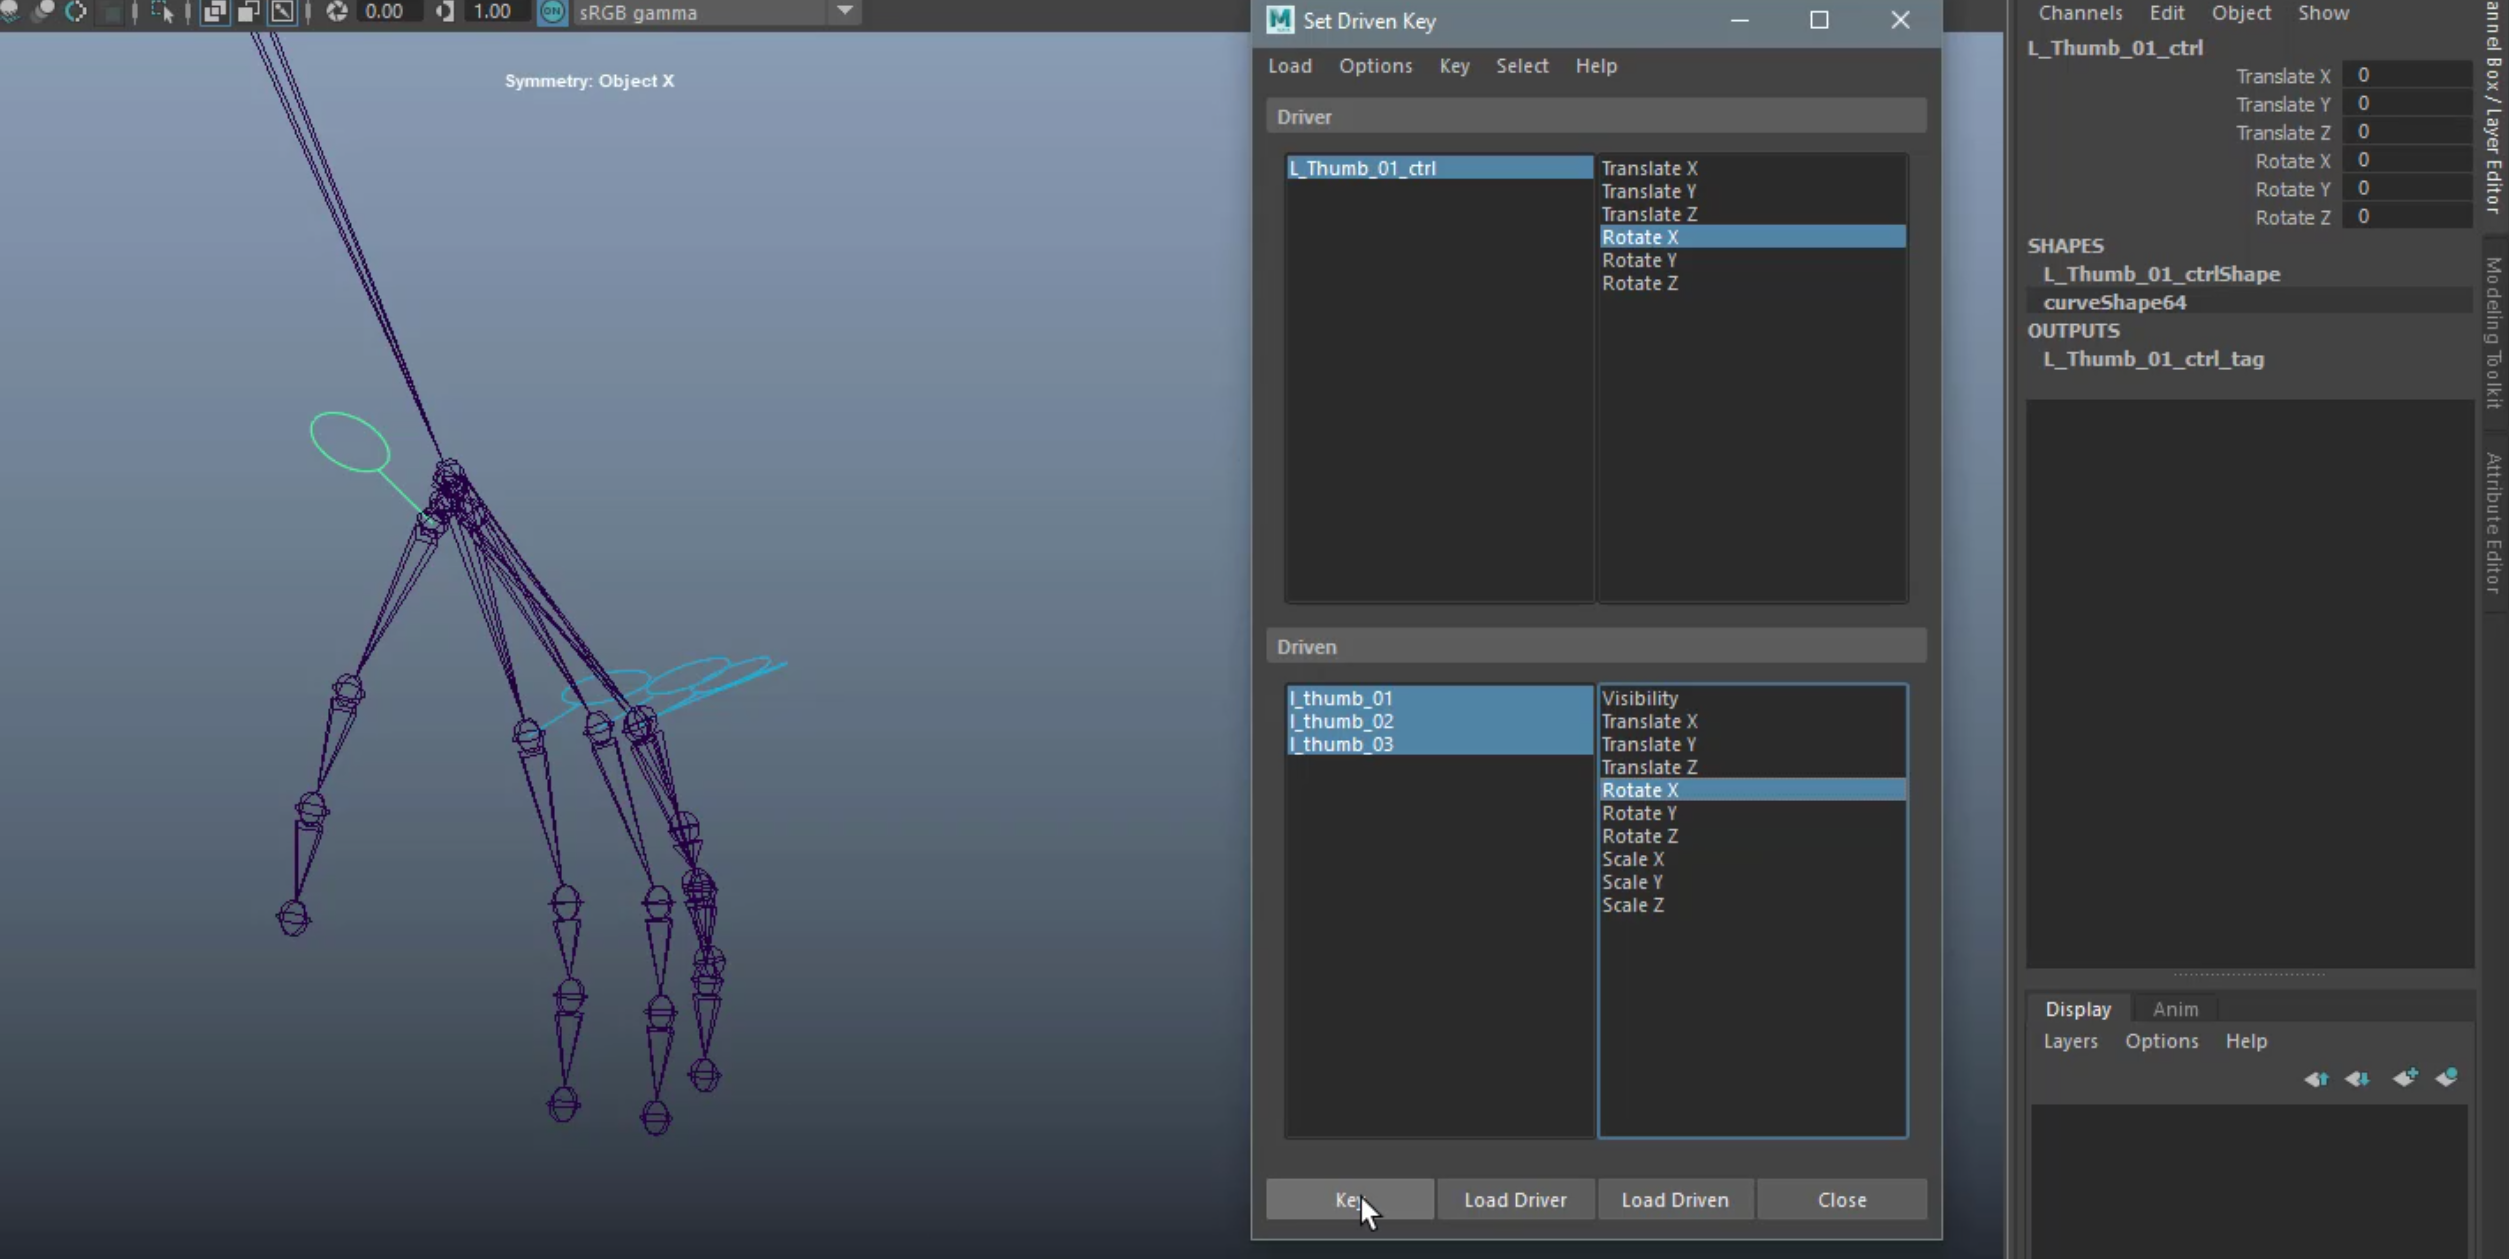 0.00 1.00 ON sRGB gamma
Symmetry: Object X
Set Driven Key
Load Options Key Select Help
Driver
L_Thumb_01_ctrl
Translate X
Translate Y
Translate Z
Rotate X
Rotate Y
Rotate Z
Driven
l_thumb_01
l_thumb_02
l_thumb_03
Visibility
Translate X
Translate Y
Translate Z
Rotate X
Rotate Y
Rotate Z
Scale X
Scale Y
Scale Z
Key Load Driver Load Driven Close
Channels Edit Object Show
L_Thumb_01_ctrl
Translate X 0
Translate Y 0
Translate Z 0
Rotate X 0
Rotate Y 0
Rotate Z 0
SHAPES
L_Thumb_01_ctrlShape
curveShape64
OUTPUTS
L_Thumb_01_ctrl_tag
Display Anim
Layers Options Help
annel Box / Layer Editor
Modeling Toolkit
Attribute Editor